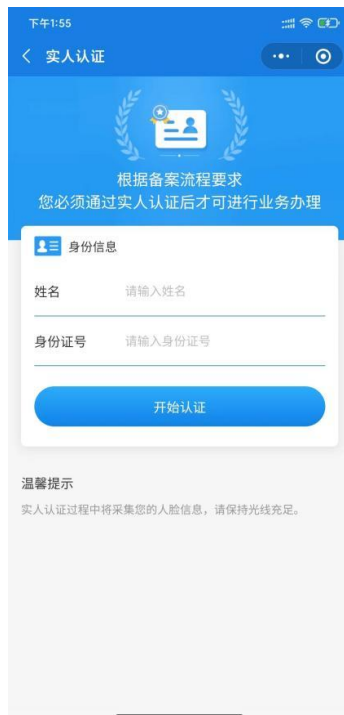 下午1:55
实人认证
根据备案流程要求
您必须通过实人认证后才可进行业务办理
身份信息
姓名 请输入姓名
身份证号 请输入身份证号
开始认证
温馨提示
实人认证过程中将采集您的人脸信息，请保持光线充足。